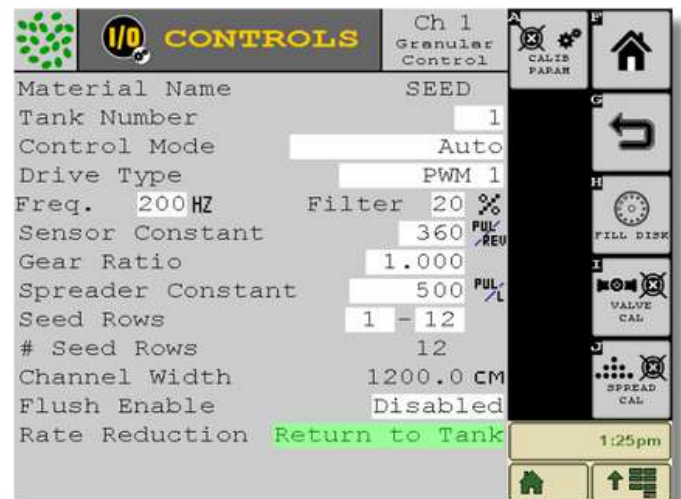 I/O CONTROLS
Ch 1
Granular
Control
Material Name SEED
Tank Number 1
Control Mode Auto
Drive Type PWM 1
Freq. 200 HZ Filter 20 %
Sensor Constant 360 PUL/REV
Gear Ratio 1.000
Spreader Constant 500 PUL/L
Seed Rows 1 - 12
# Seed Rows 12
Channel Width 1200.0 CM
Flush Enable Disabled
Rate Reduction Return to Tank
A
CALIB
PARAM
F
G
H
FILL DISK
I
VALVE
CAL
J
SPREAD
CAL
1:25pm